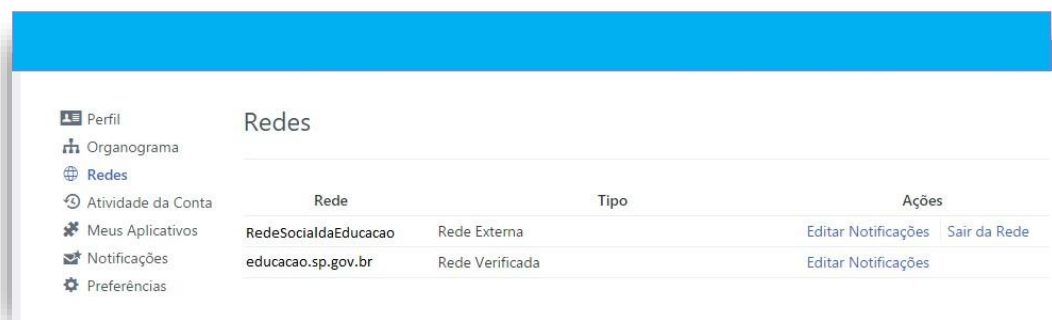 Perfil
Organograma
Redes
Atividade da Conta
Meus Aplicativos
Notificações
Preferências
Redes
Rede Tipo Ações
RedeSocialdaEducacao Rede Externa Editar Notificações Sair da Rede
educacao.sp.gov.br Rede Verificada Editar Notificações